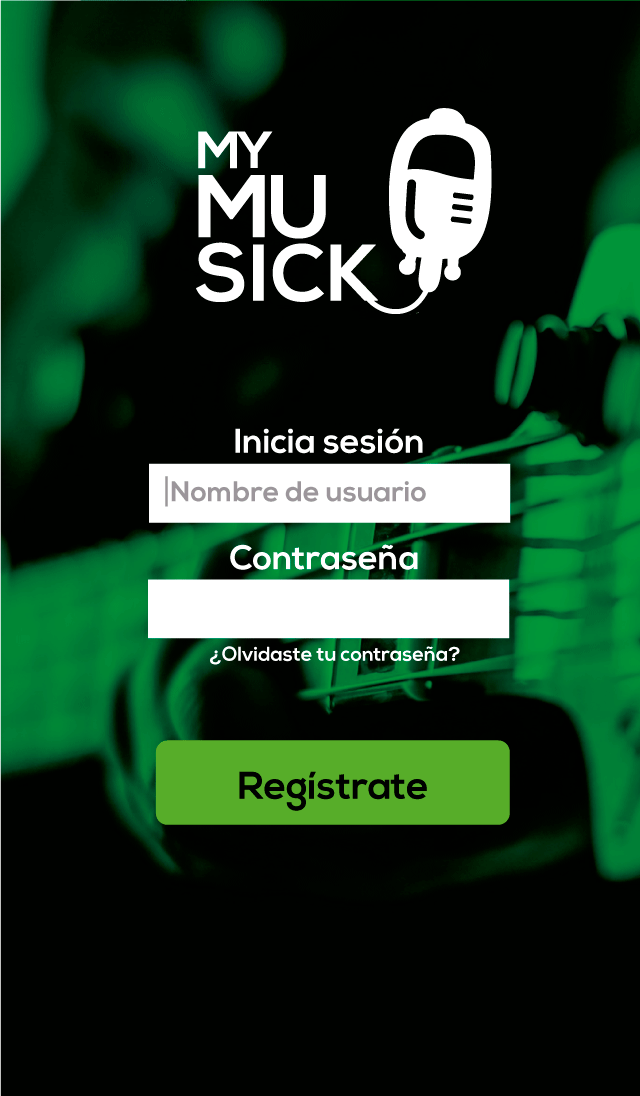 MY
MU
SICK
Inicia sesión
Nombre de usuario
Contraseña
¿Olvidaste tu contraseña?
Regístrate